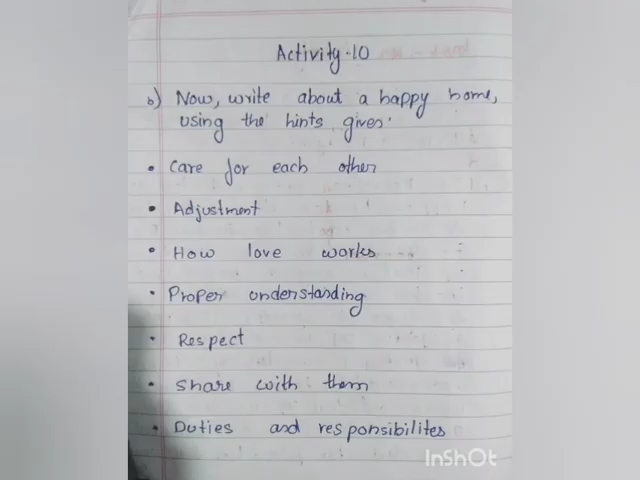 Activity-10
b) Now, write about a happy home,
using the hints given.
• Care for each other
• Adjustment
• How love works
• Proper understanding
• Respect
• Share with them
• Duties and responsibilites
InShOt